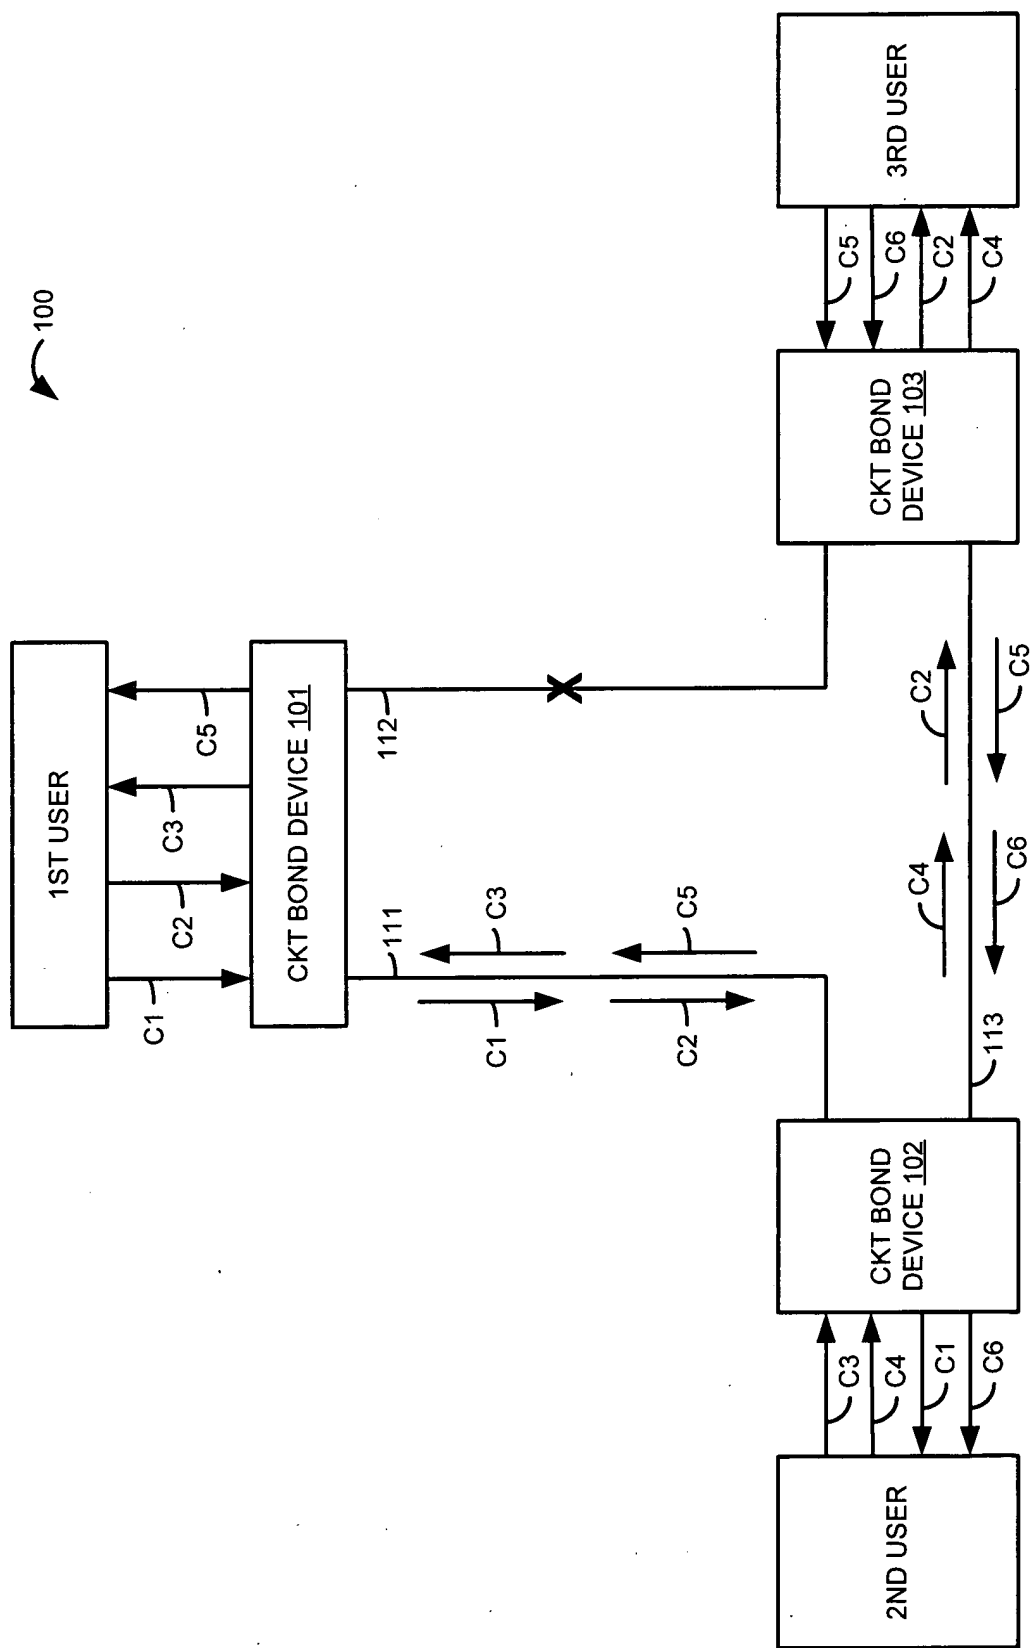 100
1ST USER
C1
C2
C3
C5
CKT BOND DEVICE 101
111
112
C1
C3
C2
C5
2ND USER
C3
C4
C1
C6
CKT BOND
DEVICE 102
113
C4
C2
C6
C5
CKT BOND
DEVICE 103
C5
C6
C2
C4
3RD USER